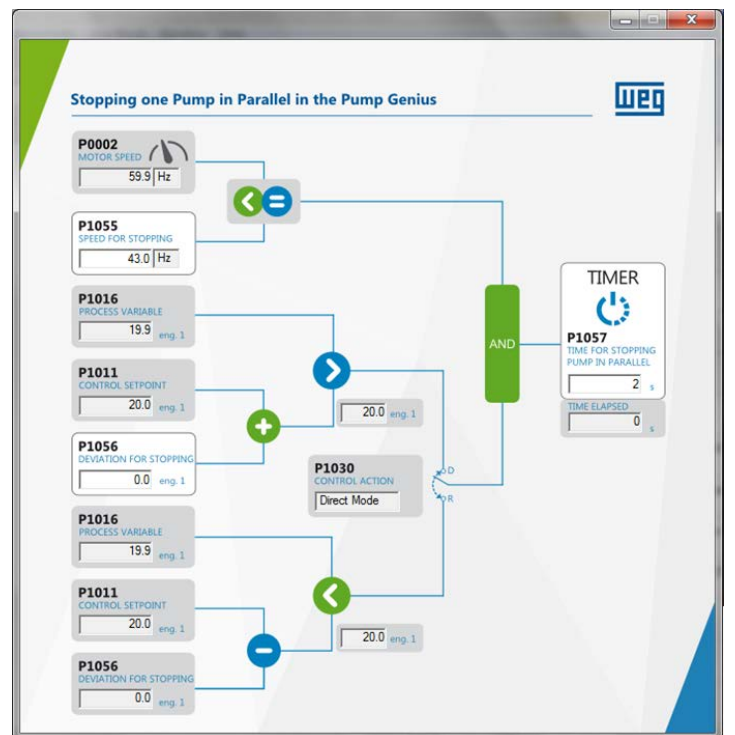 Stopping one Pump in Parallel in the Pump Genius
WEG
P0002
MOTOR SPEED
59.9 Hz
P1055
SPEED FOR STOPPING
43.0 Hz
P1016
PROCESS VARIABLE
19.9 eng. 1
P1011
CONTROL SETPOINT
20.0 eng. 1
20.0 eng. 1
P1056
DEVIATION FOR STOPPING
0.0 eng. 1
AND
TIMER
P1057
TIME FOR STOPPING
PUMP IN PARALLEL
2 s
TIME ELAPSED
0 s
P1030
CONTROL ACTION
Direct Mode
D
R
P1016
PROCESS VARIABLE
19.9 eng. 1
P1011
CONTROL SETPOINT
20.0 eng. 1
20.0 eng. 1
P1056
DEVIATION FOR STOPPING
0.0 eng. 1